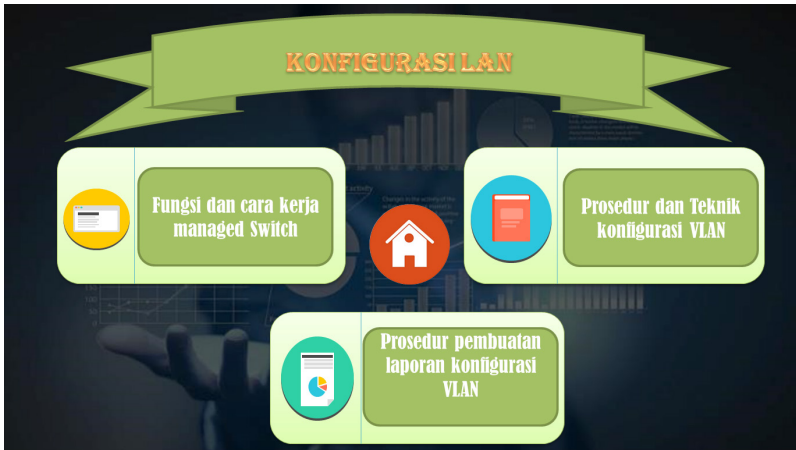 KONFIGURASI LAN
Fungsi dan cara kerja
managed Switch
Prosedur dan Teknik
konfigurasi VLAN
Prosedur pembuatan
laporan konfigurasi
VLAN